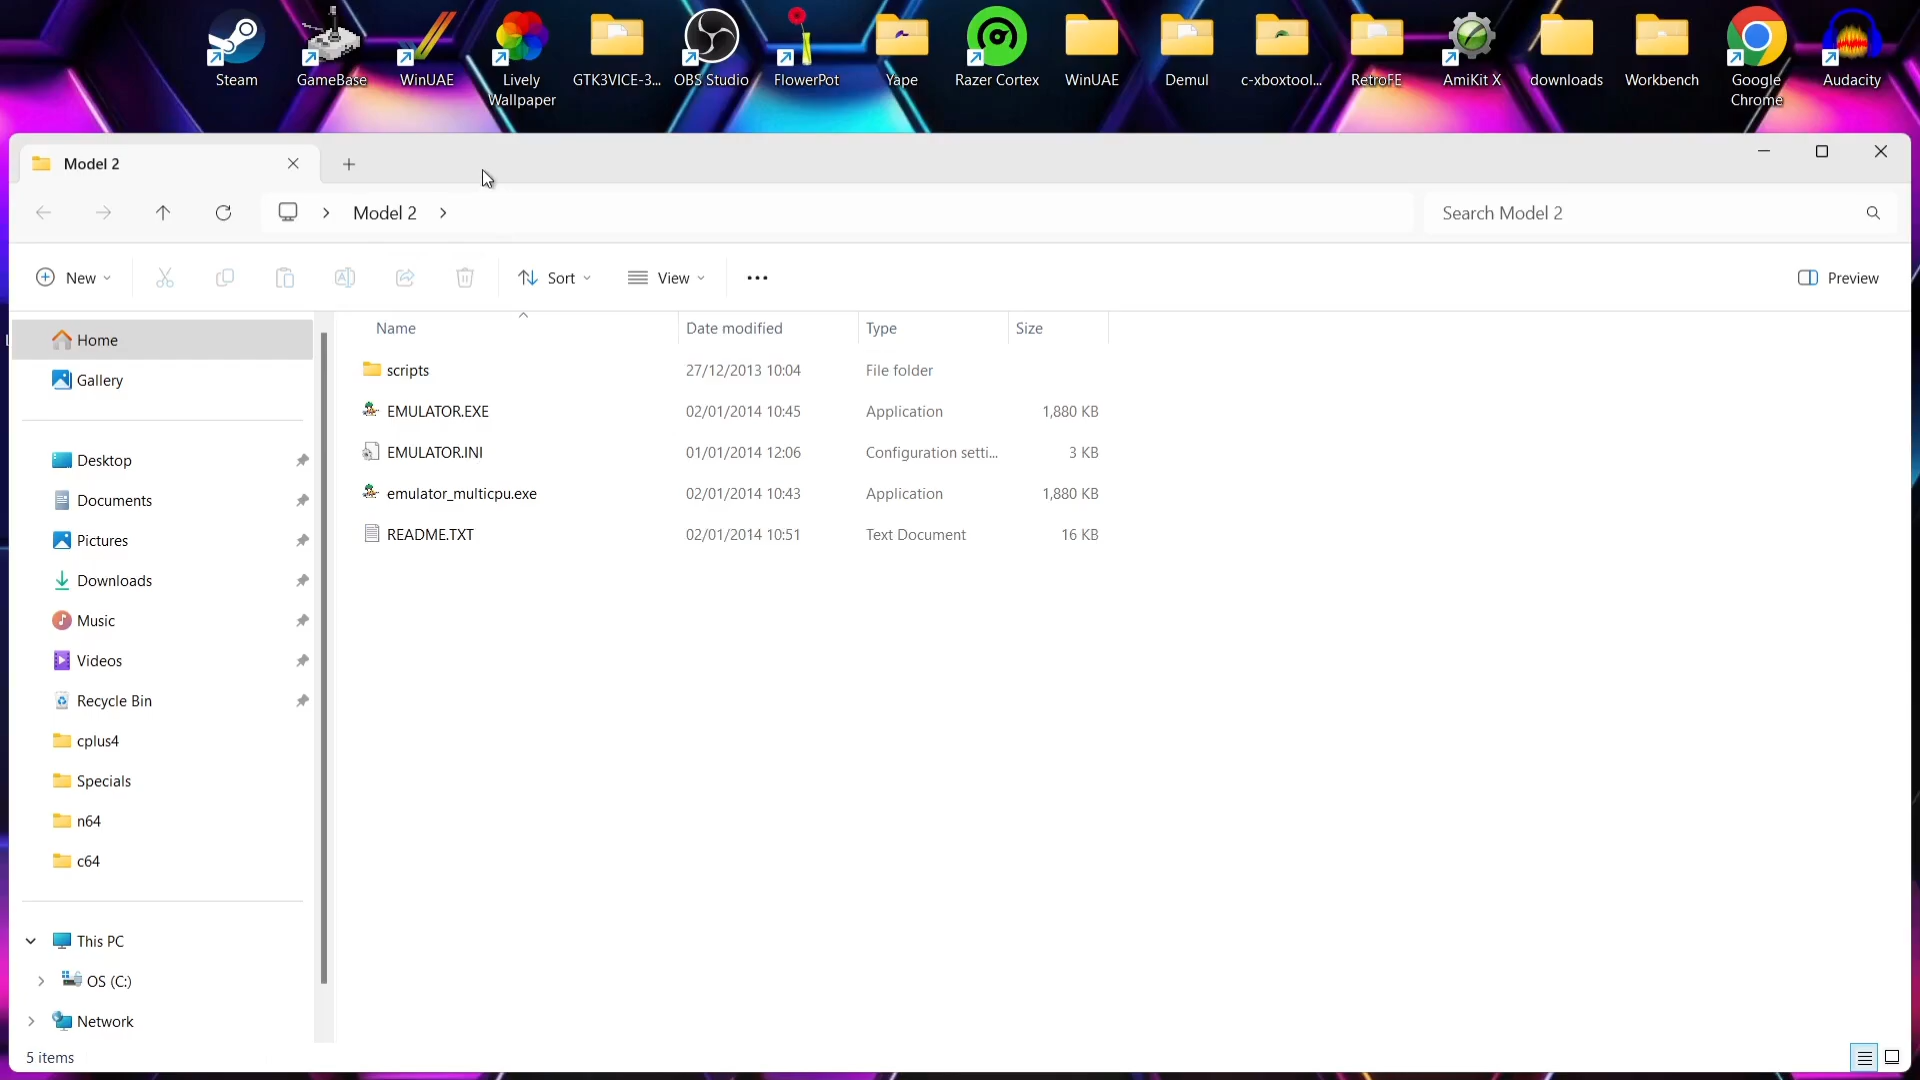 Steam
GameBase
WinUAE
Lively
Wallpaper
GTK3VICE-3...
OBS Studio
FlowerPot
Yape
Razer Cortex
WinUAE
Demul
c-xboxtool...
RetroFE
AmiKit X
downloads
Workbench
Google
Chrome
Audacity
Model 2
Model 2
Search Model 2
New
Sort
View
Preview
Name Date modified Type Size
scripts 27/12/2013 10:04 File folder
EMULATOR.EXE 02/01/2014 10:45 Application 1,880 KB
EMULATOR.INI 01/01/2014 12:06 Configuration setti... 3 KB
emulator_multicpu.exe 02/01/2014 10:43 Application 1,880 KB
README.TXT 02/01/2014 10:51 Text Document 16 KB
Home
Gallery
Desktop
Documents
Pictures
Downloads
Music
Videos
Recycle Bin
cplus4
Specials
n64
c64
This PC
OS (C:)
Network
5 items